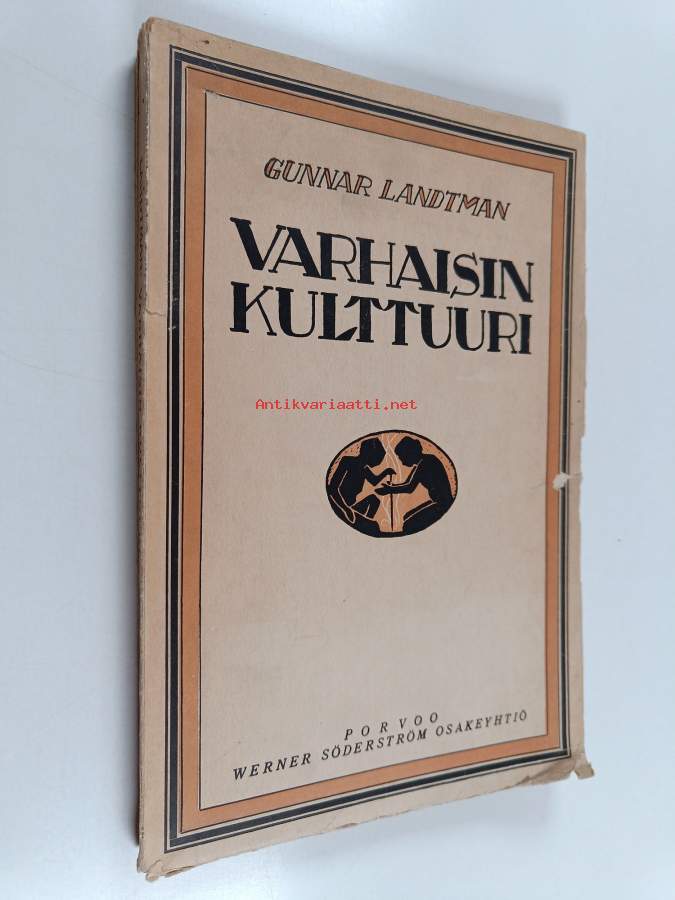 GUNNAR LANDTMAN
VARHAISIN
KULTTUURI
Antikvariaatti.net
PORVOO
WERNER SÖDERSTRÖM OSAKEYHTIÖ